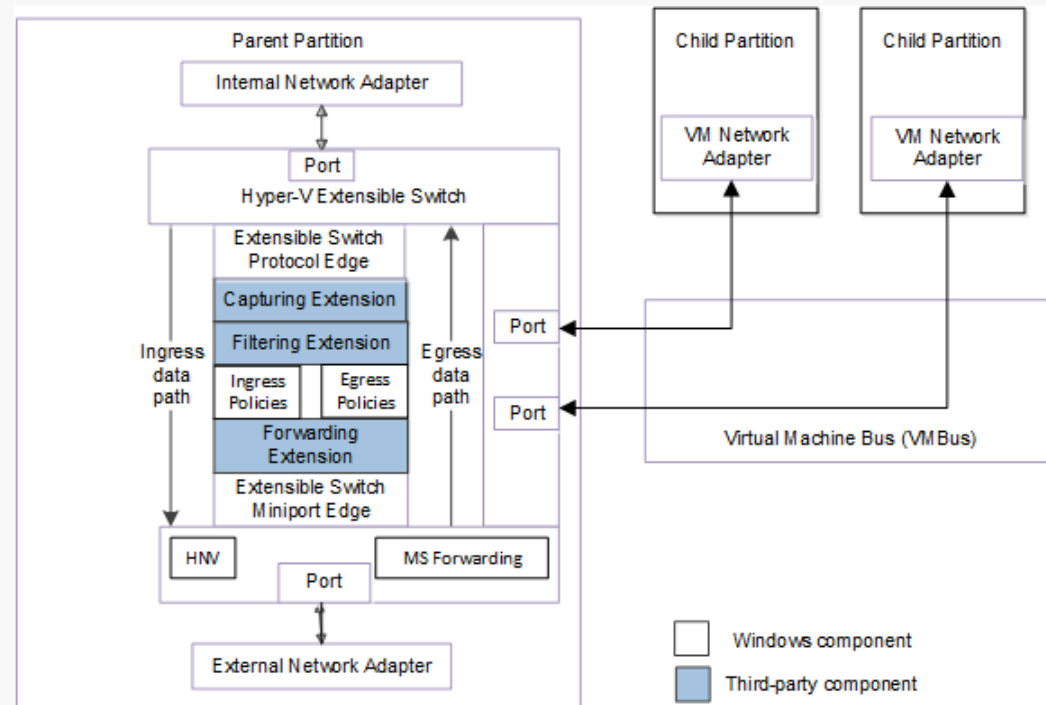 Parent Partition
Internal Network Adapter
Port
Hyper-V Extensible Switch
Extensible Switch
Protocol Edge
Capturing Extension
Filtering Extension
Ingress
Policies
Egress
Policies
Forwarding
Extension
Extensible Switch
Miniport Edge
Ingress
data
path
Egress
data
path
Port
Port
HNV
MS Forwarding
Port
External Network Adapter
Child Partition
VM Network
Adapter
Child Partition
VM Network
Adapter
Virtual Machine Bus (VMBus)
Windows component
Third-party component